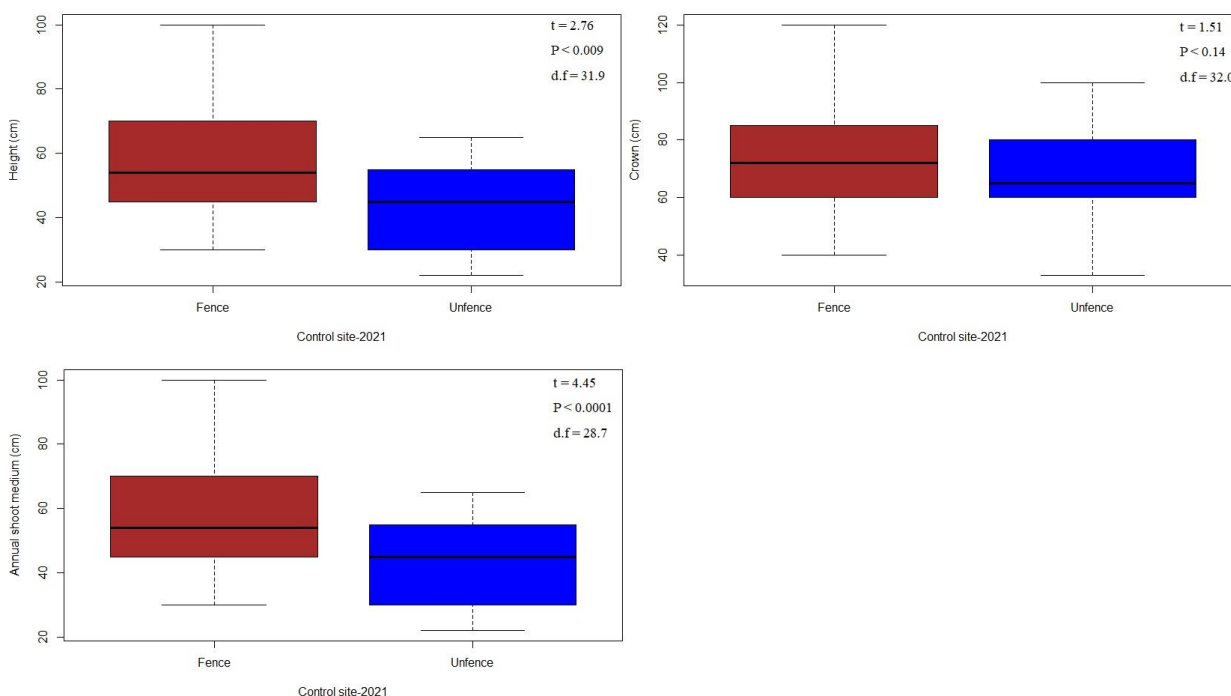 Height (cm)
100
80
60
40
20
t = 2.76
P < 0.009
d.f = 31.9
Fence
Unfence
Control site-2021
Crown (cm)
120
100
80
60
40
t = 1.51
P < 0.14
d.f = 32.0
Fence
Unfence
Control site-2021
Annual shoot medium (cm)
100
80
60
40
20
t = 4.45
P < 0.0001
d.f = 28.7
Fence
Unfence
Control site-2021